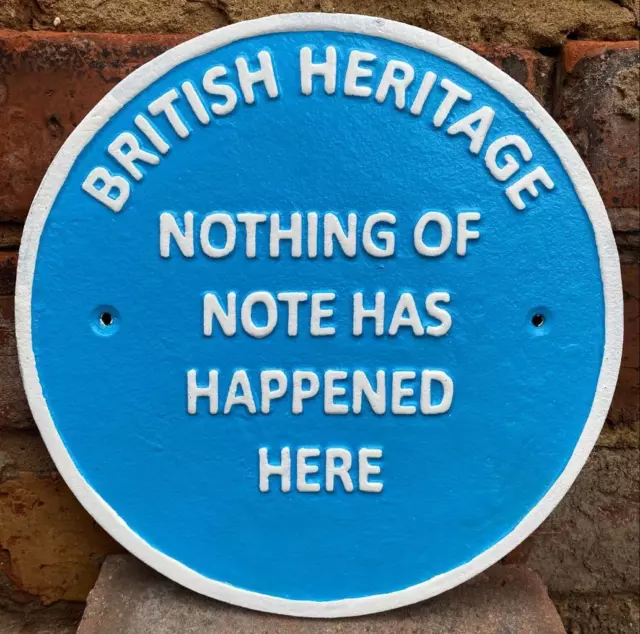 BRITISH HERITAGE
NOTHING OF
NOTE HAS
HAPPENED
HERE